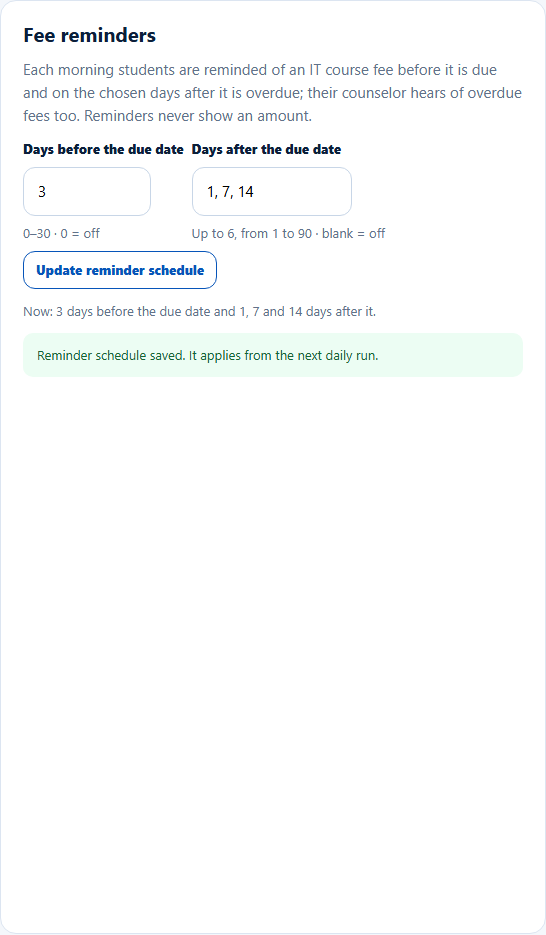 Fee reminders
Each morning students are reminded of an IT course fee before it is due
and on the chosen days after it is overdue; their counselor hears of overdue
fees too. Reminders never show an amount.
Days before the due date Days after the due date
3 1, 7, 14
0–30 · 0 = off Up to 6, from 1 to 90 · blank = off
Update reminder schedule
Now: 3 days before the due date and 1, 7 and 14 days after it.
Reminder schedule saved. It applies from the next daily run.